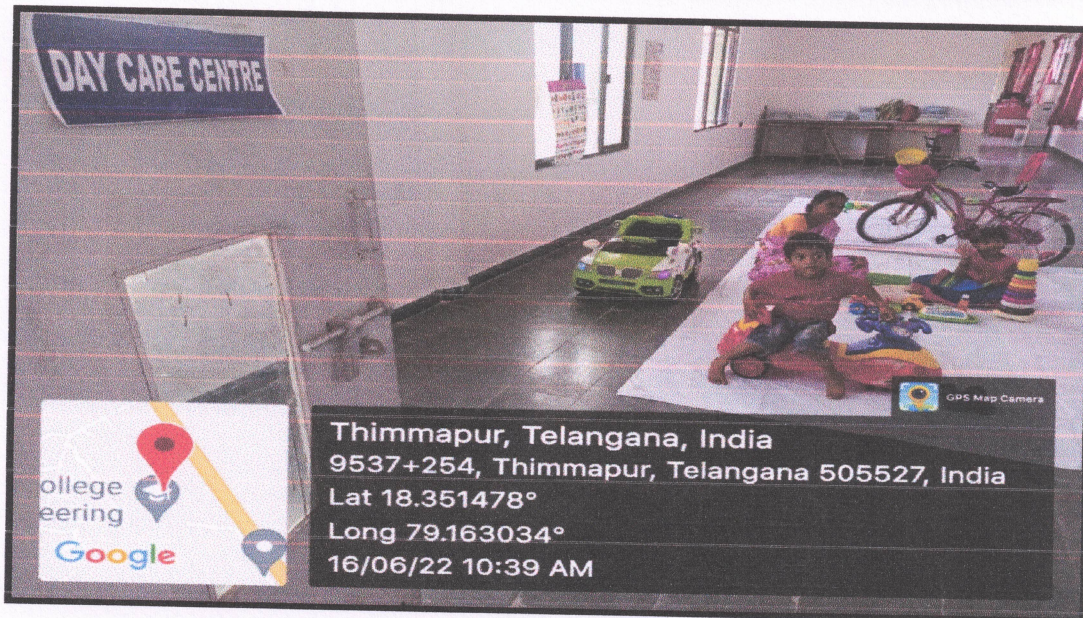 DAY CARE CENTRE
GPS Map Camera
Thimmapur, Telangana, India
9537+254, Thimmapur, Telangana 505527, India
Lat 18.351478°
Long 79.163034°
16/06/22 10:39 AM
ollege
eering
Google